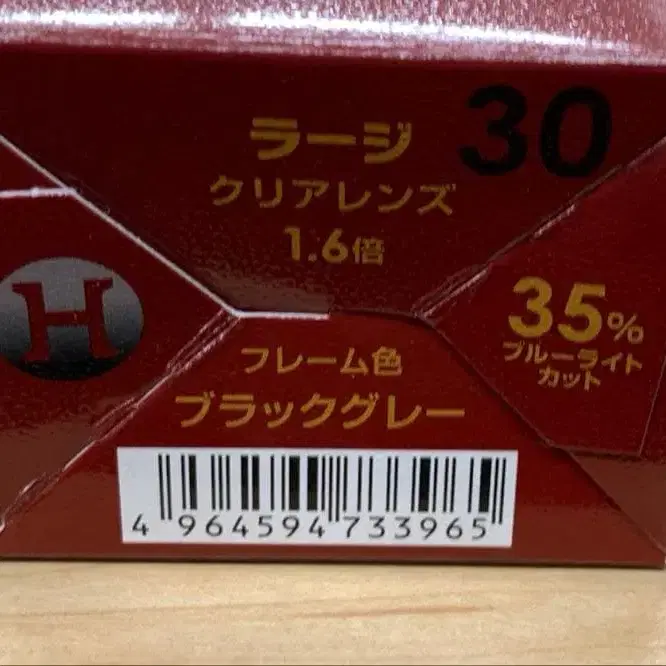 30
ラージ
クリアレンズ
1.6倍
H
35%
ブルーライト
カット
フレーム色
ブラックグレー
4 964594 733965